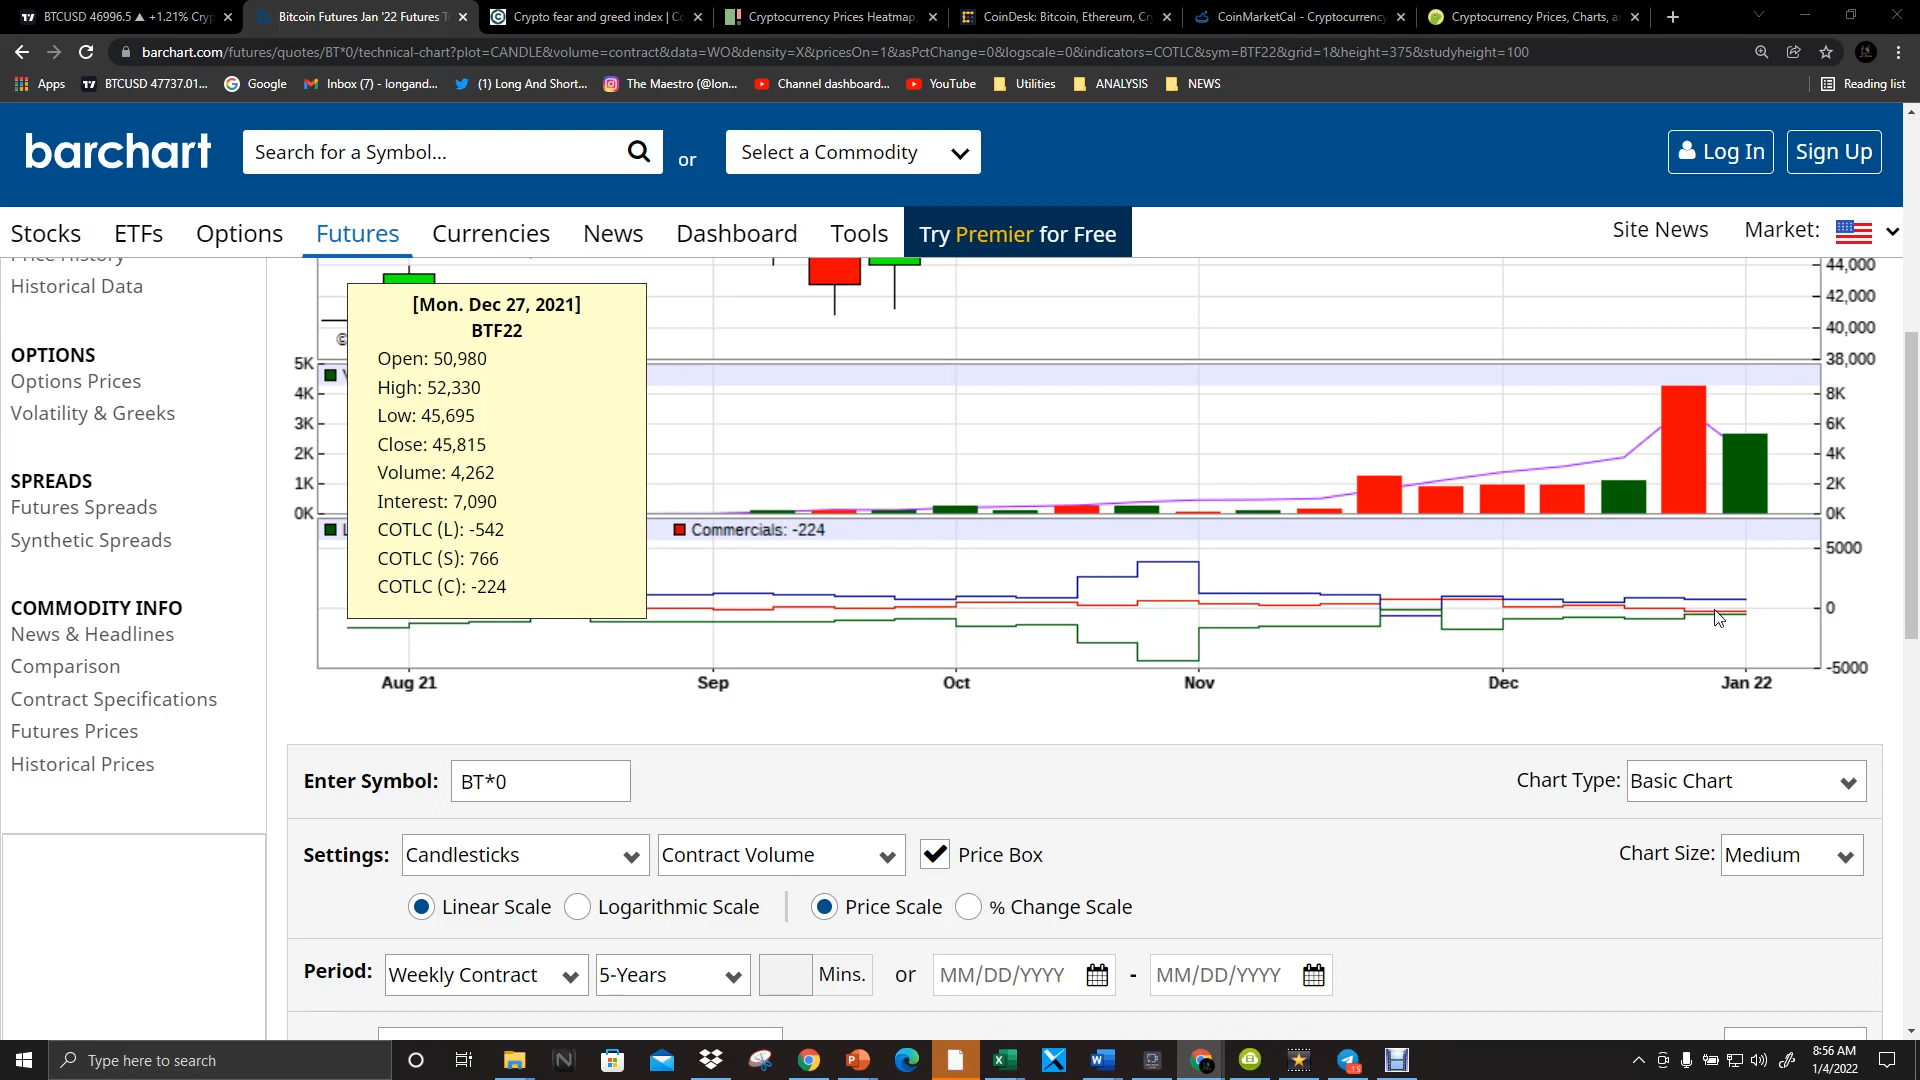 BTCUSD 46996.5 ▲ +1.21% Cryp
Bitcoin Futures Jan '22 Futures T
Crypto fear and greed index | Co
Cryptocurrency Prices Heatmap,
CoinDesk: Bitcoin, Ethereum, Cr
CoinMarketCal - Cryptocurrency
Cryptocurrency Prices, Charts, a
barchart.com/futures/quotes/BT*0/technical-chart?plot=CANDLE&volume=contract&data=WO&density=X&pricesOn=1&asPctChange=0&logscale=0&indicators=COTLC&sym=BTF22&grid=1&height=375&studyheight=100
Apps
BTCUSD 47737.01...
Google
Inbox (7) - longand...
(1) Long And Short...
The Maestro (@lon...
Channel dashboard...
YouTube
Utilities
ANALYSIS
NEWS
Reading list
barchart
Search for a Symbol...
or
Select a Commodity
Log In
Sign Up
Stocks
ETFs
Options
Futures
Currencies
News
Dashboard
Tools
Try Premier for Free
Site News
Market:
Price History
Historical Data
OPTIONS
Options Prices
Volatility & Greeks
SPREADS
Futures Spreads
Synthetic Spreads
COMMODITY INFO
News & Headlines
Comparison
Contract Specifications
Futures Prices
Historical Prices
[Mon. Dec 27, 2021]
BTF22
Open: 50,980
High: 52,330
Low: 45,695
Close: 45,815
Volume: 4,262
Interest: 7,090
COTLC (L): -542
COTLC (S): 766
COTLC (C): -224
44,000
42,000
40,000
38,000
5K
4K
3K
2K
1K
0K
8K
6K
4K
2K
0K
Commercials: -224
5000
0
-5000
Aug 21
Sep
Oct
Nov
Dec
Jan 22
Enter Symbol:
BT*0
Chart Type:
Basic Chart
Settings:
Candlesticks
Contract Volume
Price Box
Chart Size:
Medium
Linear Scale
Logarithmic Scale
Price Scale
% Change Scale
Period:
Weekly Contract
5-Years
Mins.
or
MM/DD/YYYY
-
MM/DD/YYYY
Type here to search
8:56 AM
1/4/2022